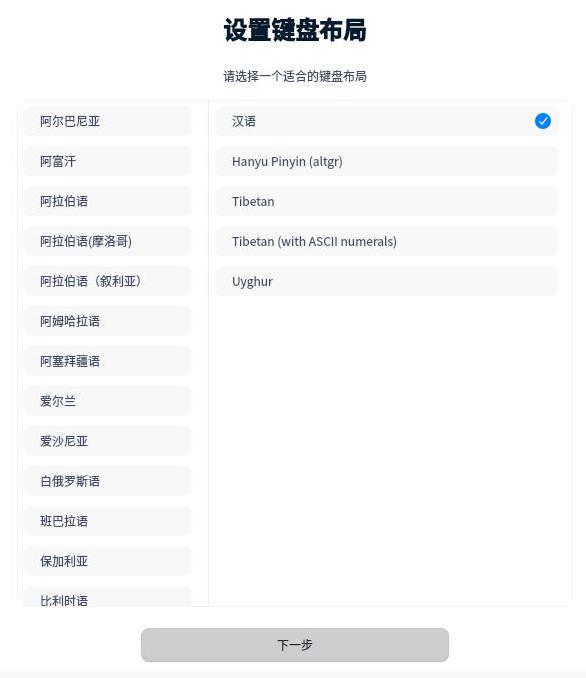 设置键盘布局
请选择一个适合的键盘布局
阿尔巴尼亚
阿富汗
阿拉伯语
阿拉伯语(摩洛哥)
阿拉伯语（叙利亚）
阿姆哈拉语
阿塞拜疆语
爱尔兰
爱沙尼亚
白俄罗斯语
班巴拉语
保加利亚
比利时语
汉语
Hanyu Pinyin (altgr)
Tibetan
Tibetan (with ASCII numerals)
Uyghur
下一步